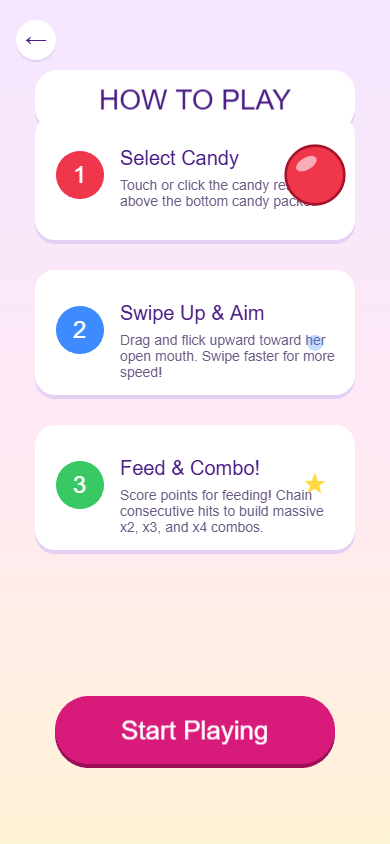 ←
HOW TO PLAY
1
Select Candy
Touch or click the candy
above the bottom candy
2
Swipe Up & Aim
Drag and flick upward toward her
open mouth. Swipe faster for more
speed!
3
Feed & Combo!
Score points for feeding! Chain
consecutive hits to build massive
x2, x3, and x4 combos.
Start Playing